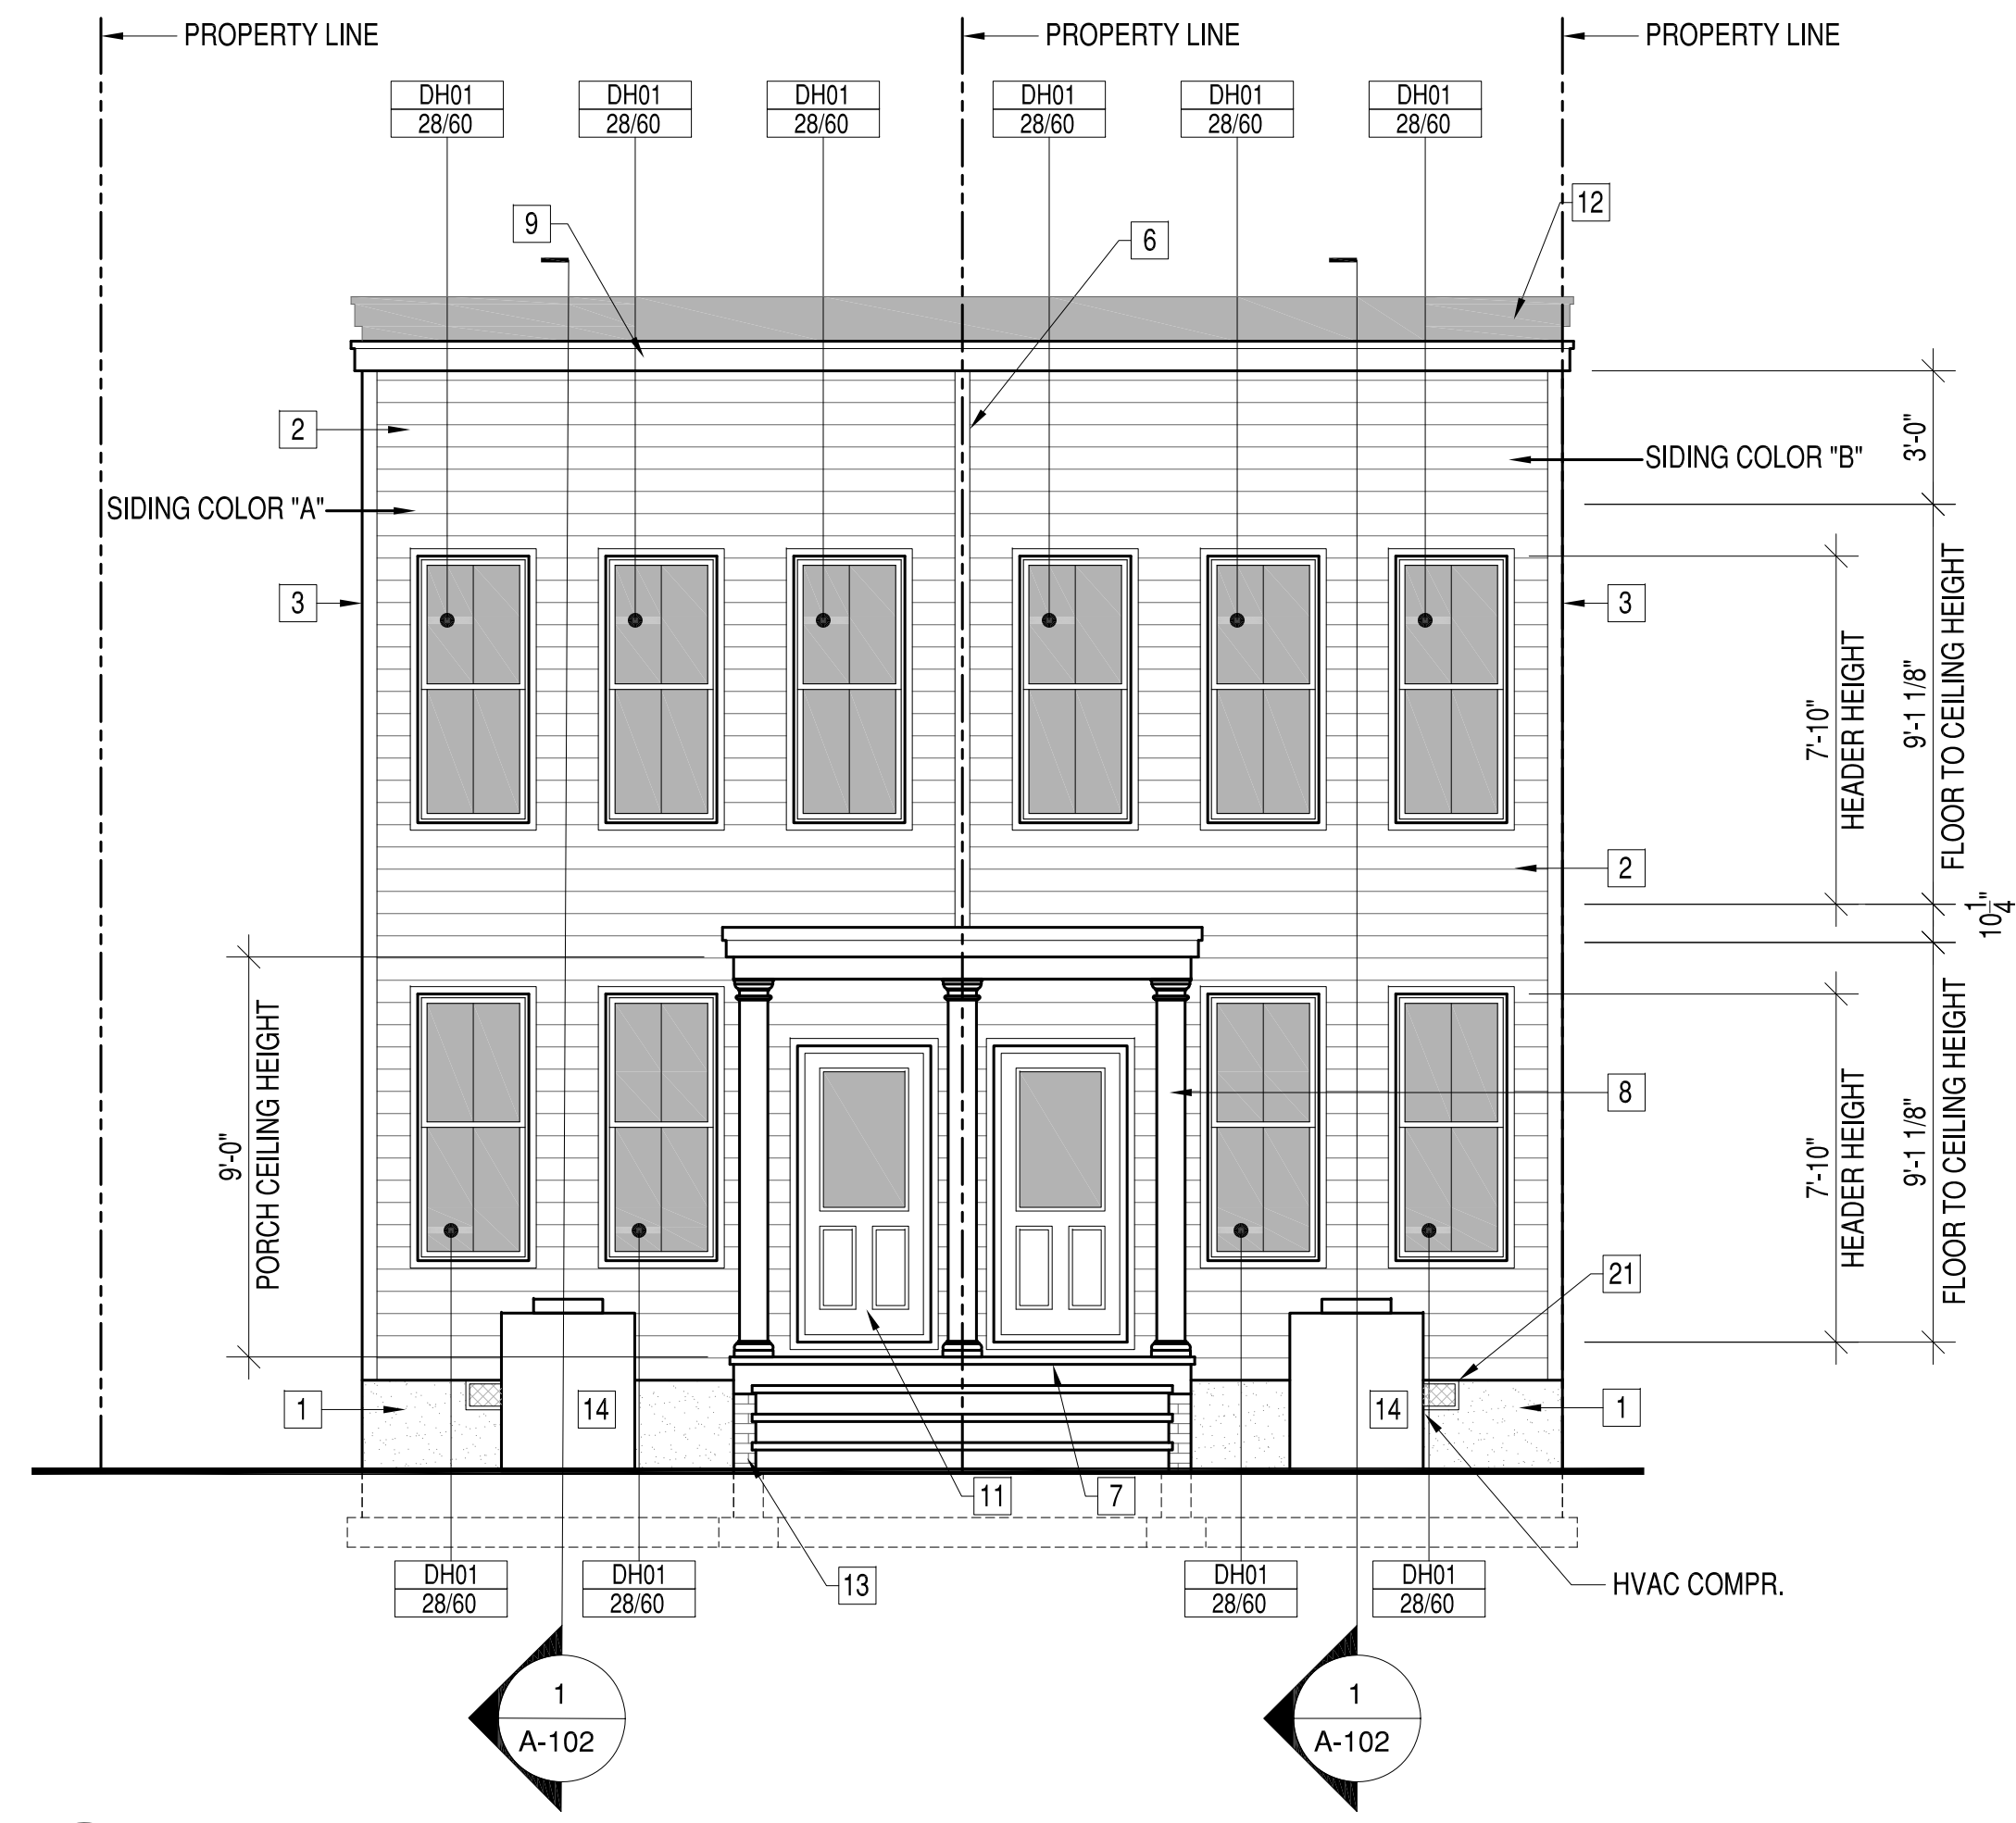 PROPERTY LINE
PROPERTY LINE
PROPERTY LINE
DH01
28/60
DH01
28/60
DH01
28/60
DH01
28/60
DH01
28/60
DH01
28/60
12
9
6
2
SIDING COLOR "B"
3'-0"
SIDING COLOR "A"
3
3
7'-10"
HEADER HEIGHT
9'-1 1/8"
FLOOR TO CEILING HEIGHT
2
10 1/4"
9'-0"
PORCH CEILING HEIGHT
8
7'-10"
HEADER HEIGHT
9'-1 1/8"
FLOOR TO CEILING HEIGHT
21
1
14
14
1
11
7
13
HVAC COMPR.
DH01
28/60
DH01
28/60
DH01
28/60
DH01
28/60
1
A-102
1
A-102